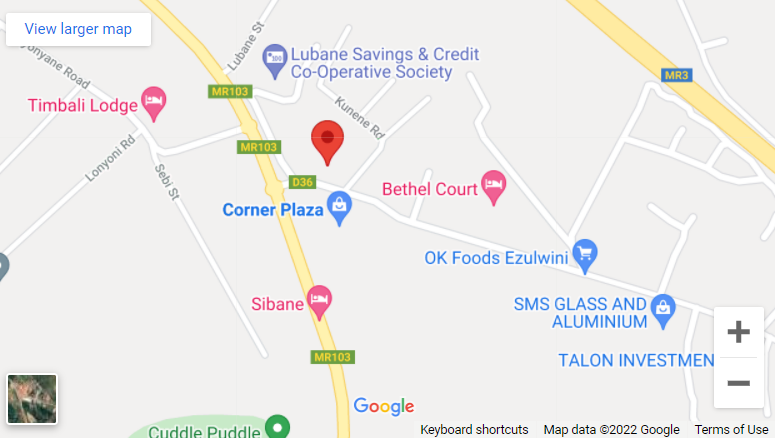 View larger map
Lubane St
Lubane Savings & Credit
Co-Operative Society
MR3
MR103
Timbali Lodge
Kunene Rd
MR103
Lonyoni Rd
Sebi St
D36
Bethel Court
Corner Plaza
OK Foods Ezulwini
Sibane
SMS GLASS AND
ALUMINIUM
MR103
TALON INVESTMEN
Google
Cuddle Puddle
Keyboard shortcuts
Map data ©2022 Google
Terms of Use